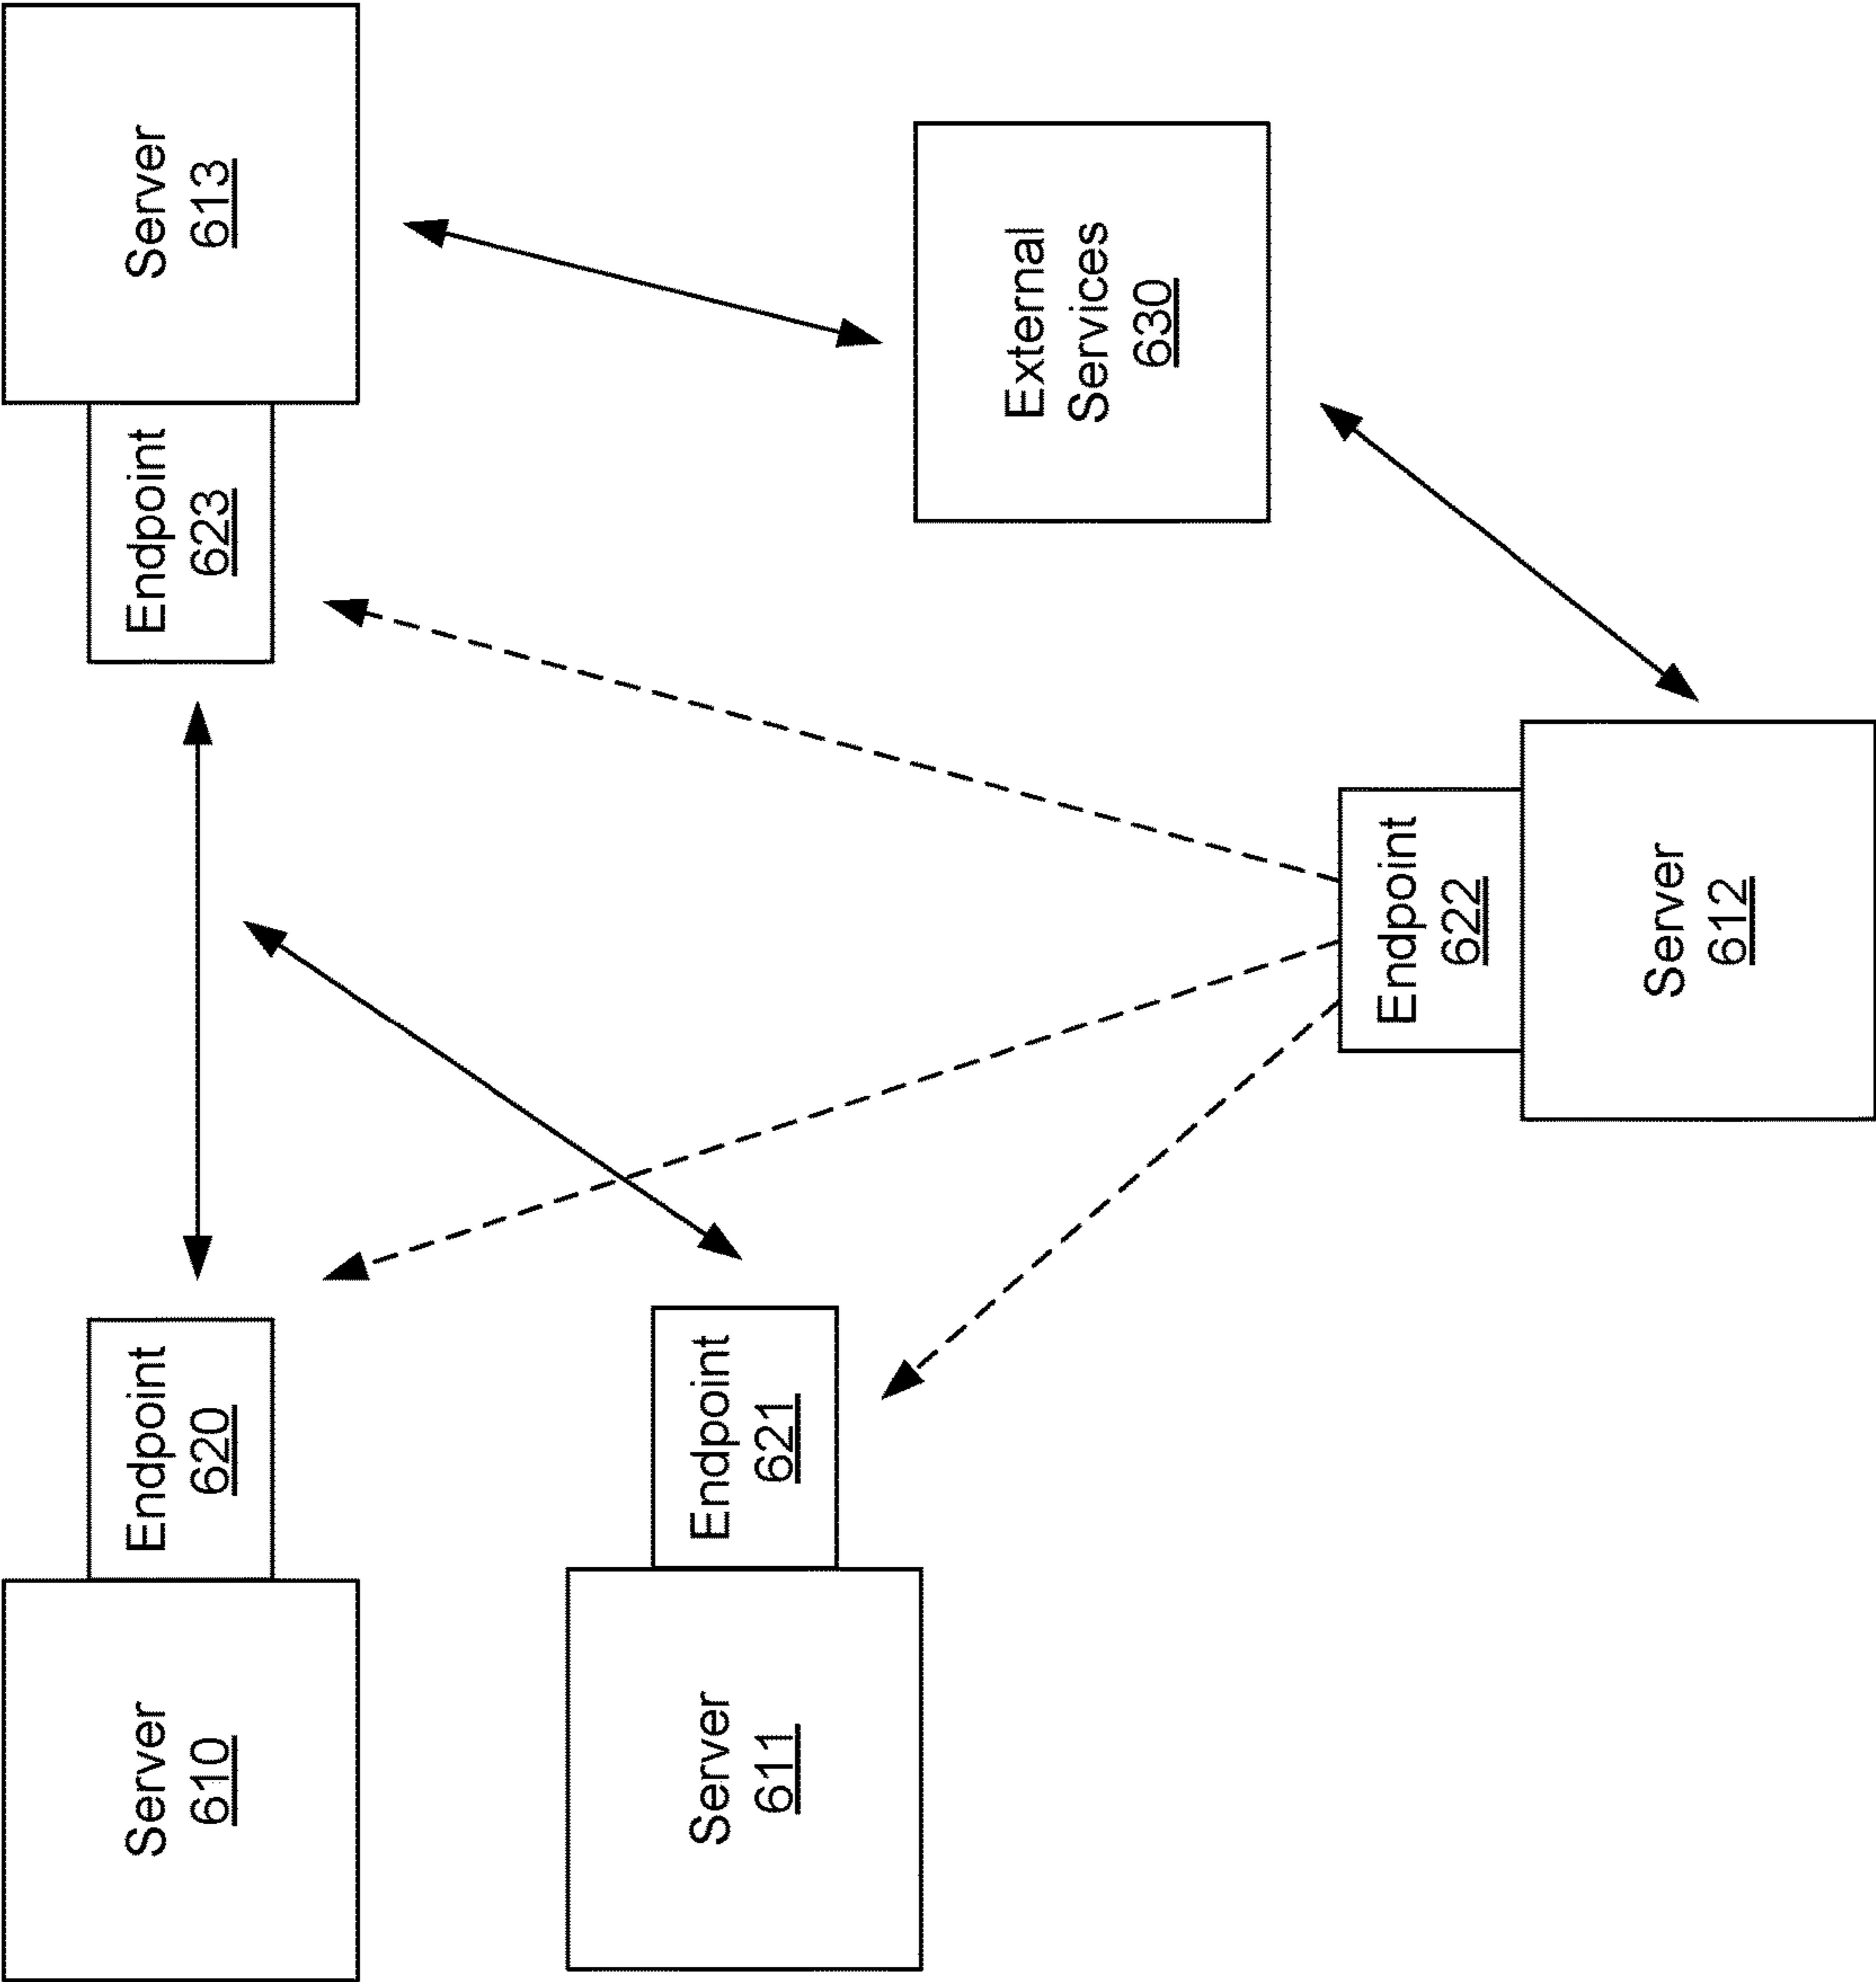 Server
610
Endpoint
620
Endpoint
623
Server
613
Server
611
Endpoint
621
External
Services
630
Endpoint
622
Server
612